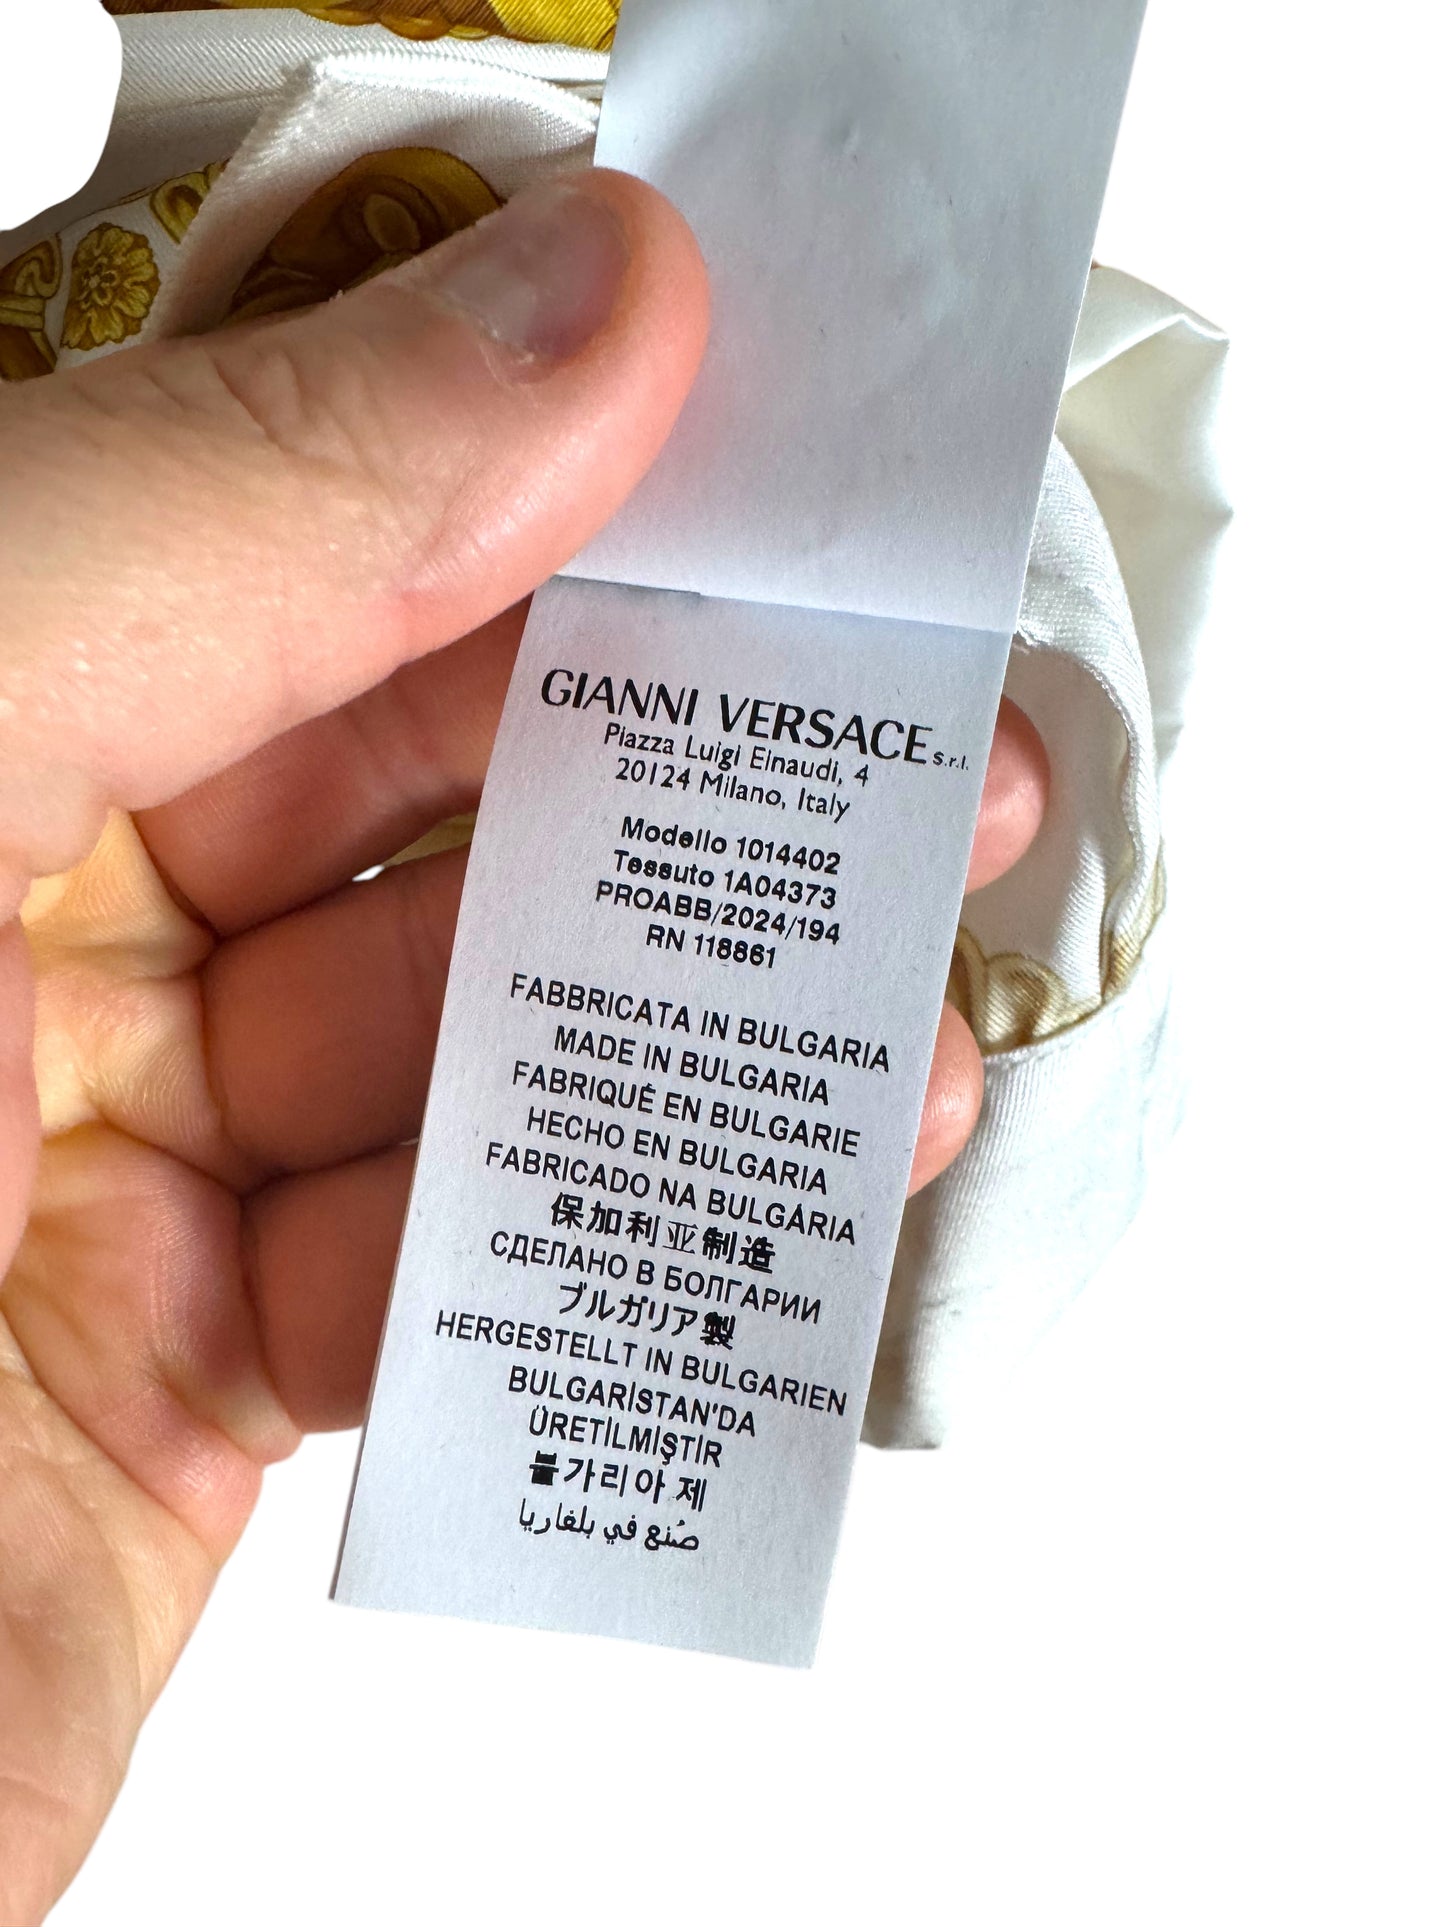 GIANNI VERSACE s.r.l.
Piazza Luigi Einaudi, 4
20124 Milano, Italy
Modello 1014402
Tessuto 1A04373
PROABB/2024/194
RN 118861
FABBRICATA IN BULGARIA
MADE IN BULGARIA
FABRIQUÉ EN BULGARIE
HECHO EN BULGARIA
FABRICADO NA BULGÁRIA
保加利亚制造
СДЕЛАНО В БОЛГАРИИ
ブルガリア製
HERGESTELLT IN BULGARIEN
BULGARİSTAN'DA
ÜRETİLMİŞTİR
불가리아 제
صُنع في بلغاريا